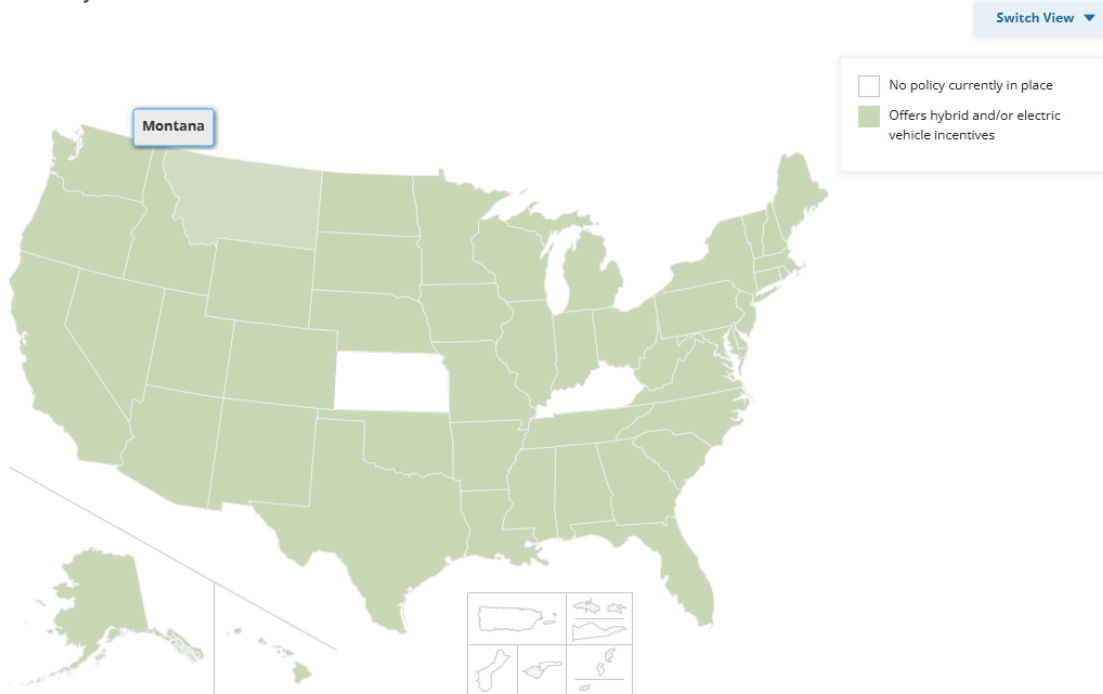 Switch View
No policy currently in place
Offers hybrid and/or electric
vehicle incentives
Montana